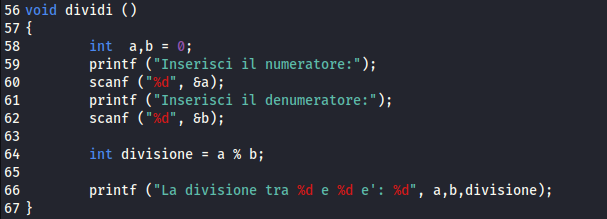 56 void dividi ()
57 {
58         int  a,b = 0;
59         printf ("Inserisci il numeratore:");
60         scanf ("%d", &a);
61         printf ("Inserisci il denumeratore:");
62         scanf ("%d", &b);
63
64         int divisione = a % b;
65
66         printf ("La divisione tra %d e %d e': %d", a,b,divisione);
67 }